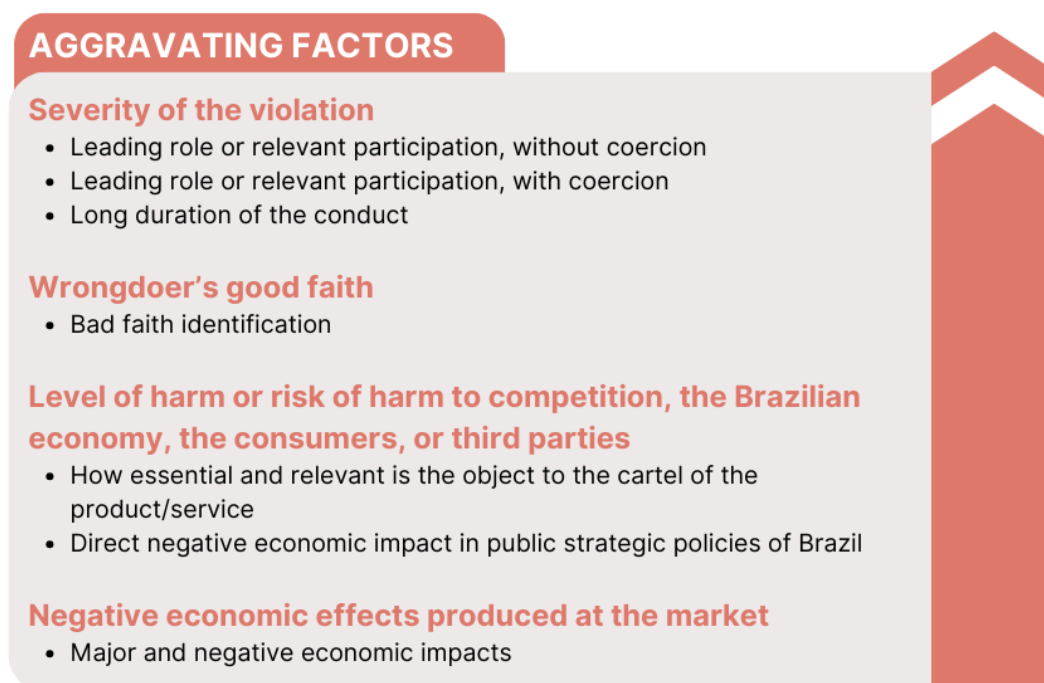 AGGRAVATING FACTORS
Severity of the violation
• Leading role or relevant participation, without coercion
• Leading role or relevant participation, with coercion
• Long duration of the conduct
Wrongdoer’s good faith
• Bad faith identification
Level of harm or risk of harm to competition, the Brazilian
economy, the consumers, or third parties
• How essential and relevant is the object to the cartel of the
product/service
• Direct negative economic impact in public strategic policies of Brazil
Negative economic effects produced at the market
• Major and negative economic impacts